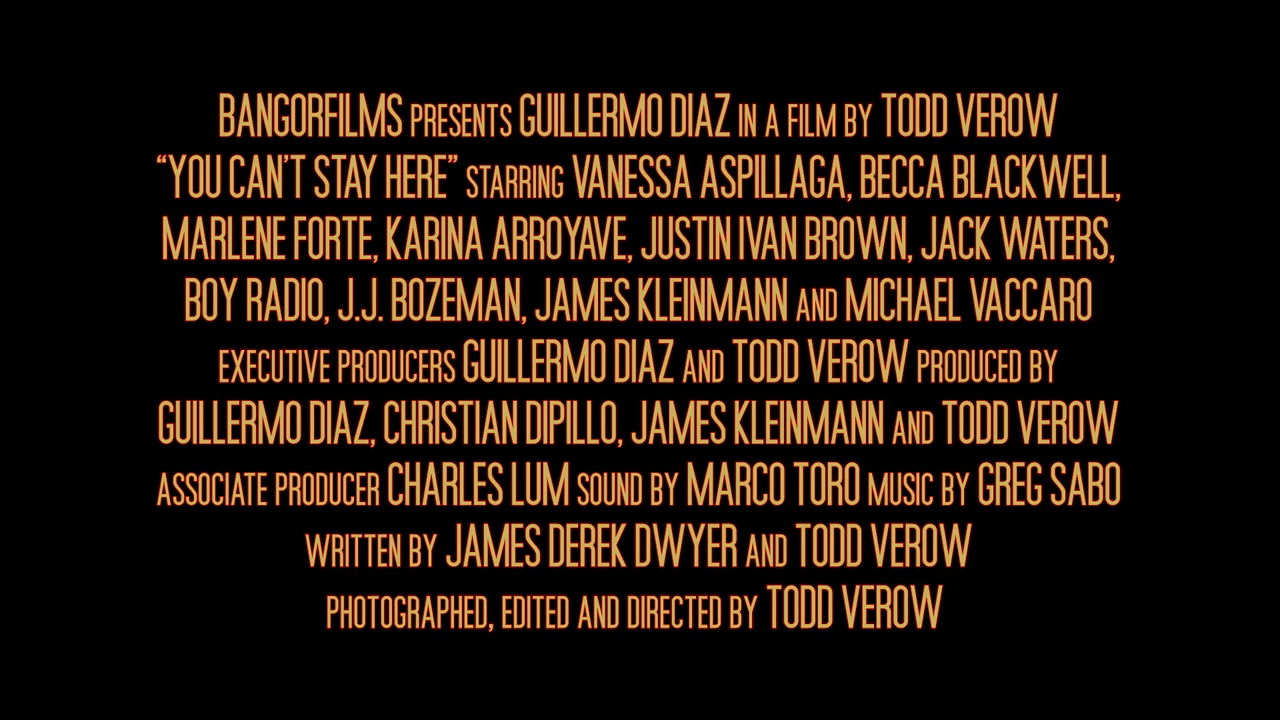 BANGORFILMS PRESENTS GUILLERMO DIAZ IN A FILM BY TODD VEROW
“YOU CAN’T STAY HERE” STARRING VANESSA ASPILLAGA, BECCA BLACKWELL,
MARLENE FORTE, KARINA ARROYAVE, JUSTIN IVAN BROWN, JACK WATERS,
BOY RADIO, J.J. BOZEMAN, JAMES KLEINMANN AND MICHAEL VACCARO
EXECUTIVE PRODUCERS GUILLERMO DIAZ AND TODD VEROW PRODUCED BY
GUILLERMO DIAZ, CHRISTIAN DIPILLO, JAMES KLEINMANN AND TODD VEROW
ASSOCIATE PRODUCER CHARLES LUM SOUND BY MARCO TORO MUSIC BY GREG SABO
WRITTEN BY JAMES DEREK DWYER AND TODD VEROW
PHOTOGRAPHED, EDITED AND DIRECTED BY TODD VEROW